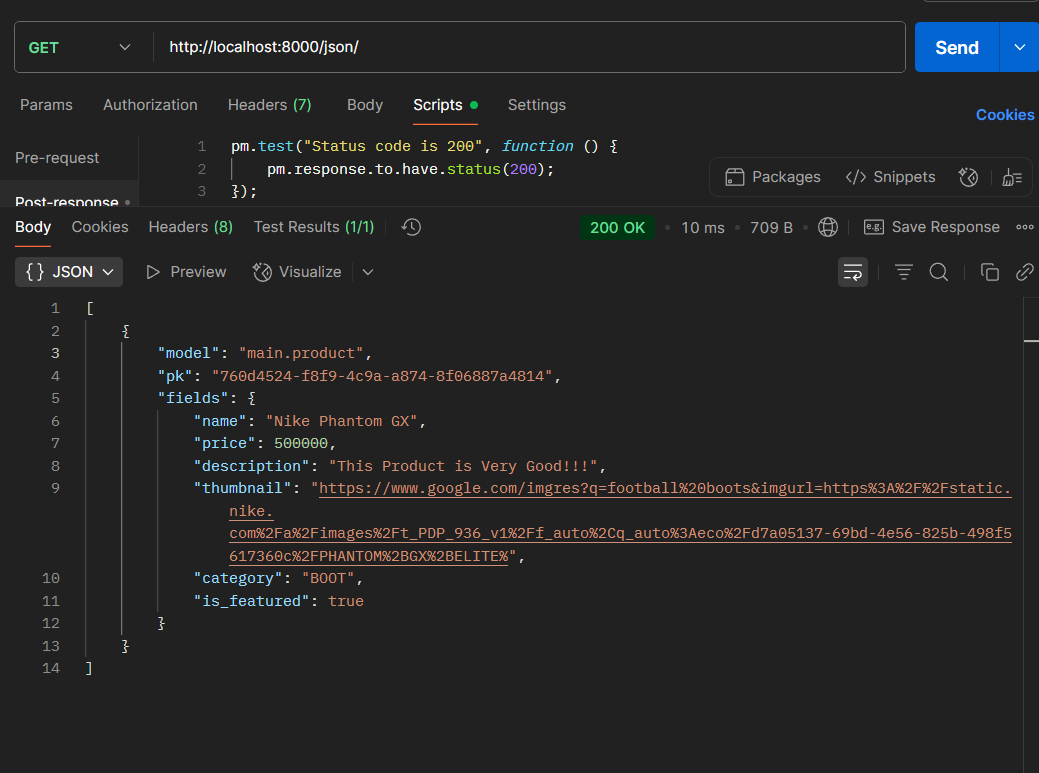 GET http://localhost:8000/json/ Send
Params Authorization Headers (7) Body Scripts Settings
Cookies
Pre-request
Post-response
1 pm.test("Status code is 200", function () {
2 pm.response.to.have.status(200);
3 });
Packages </> Snippets
Body Cookies Headers (8) Test Results (1/1) 200 OK 10 ms 709 B e.g. Save Response
{} JSON Preview Visualize
1 [
2 {
3 "model": "main.product",
4 "pk": "760d4524-f8f9-4c9a-a874-8f06887a4814",
5 "fields": {
6 "name": "Nike Phantom GX",
7 "price": 500000,
8 "description": "This Product is Very Good!!!",
9 "thumbnail": "https://www.google.com/imgres?q=football%20boots&imgurl=https%3A%2F%2Fstatic.
nike.
com%2Fa%2Fimages%2Ft_PDP_936_v1%2Ff_auto%2Cq_auto%3Aeco%2Fd7a05137-69bd-4e56-825b-498f5
617360c%2FPHANTOM%2BGX%2BELITE%",
10 "category": "BOOT",
11 "is_featured": true
12 }
13 }
14 ]